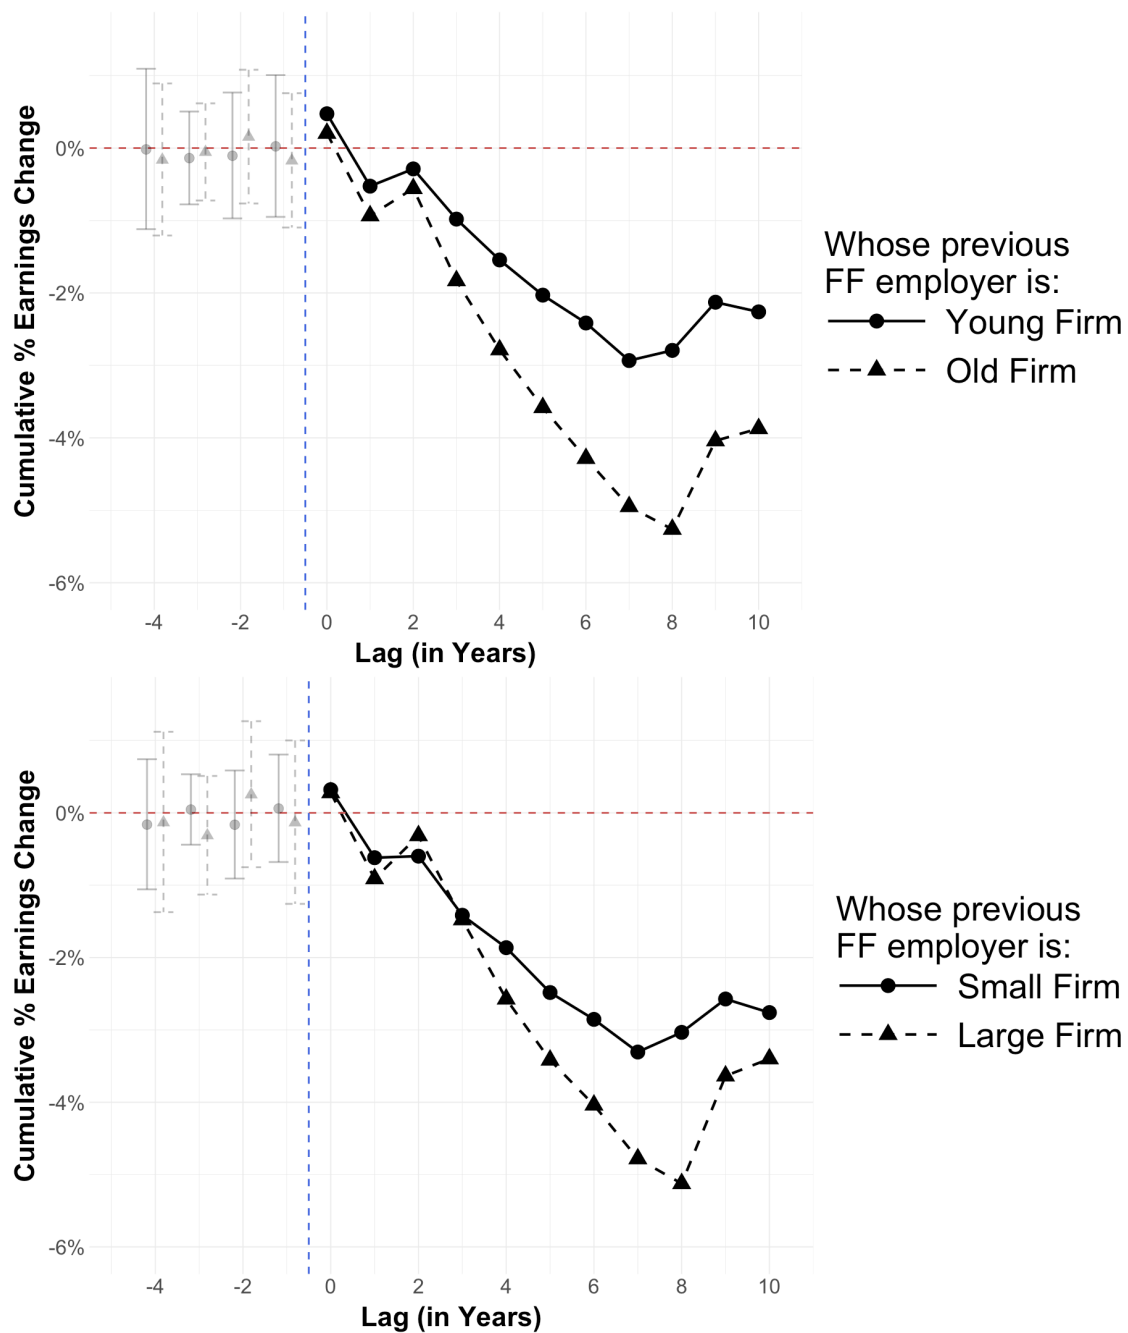 Cumulative % Earnings Change
0%
-2%
-4%
-6%
-4
-2
0
2
4
6
8
10
Lag (in Years)
Whose previous
FF employer is:
Young Firm
Old Firm
Cumulative % Earnings Change
0%
-2%
-4%
-6%
-4
-2
0
2
4
6
8
10
Lag (in Years)
Whose previous
FF employer is:
Small Firm
Large Firm